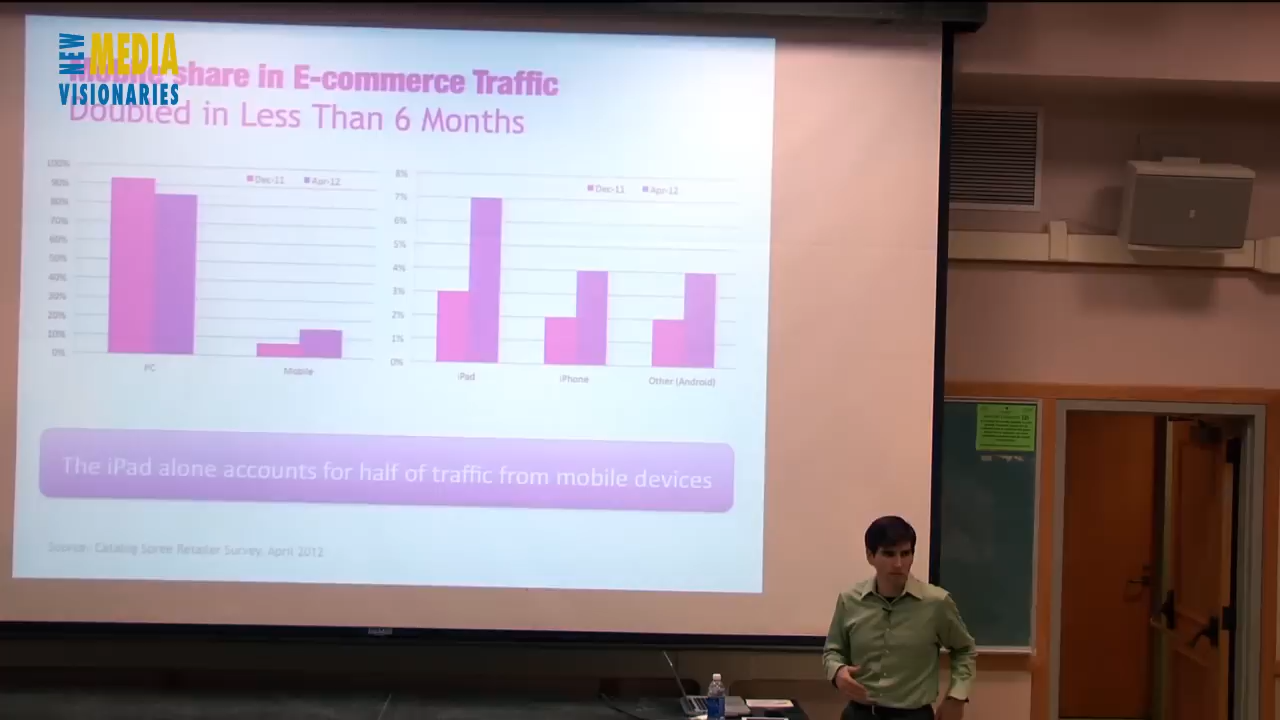 NEW MEDIA
VISIONARIES
Mobile share in E-commerce Traffic
Doubled in Less Than 6 Months
100%
90%
80%
70%
60%
50%
40%
30%
20%
10%
0%
Dec-11 Apr-12
PC Mobile
8%
7%
6%
5%
4%
3%
2%
1%
0%
Dec-11 Apr-12
iPad iPhone Other (Android)
The iPad alone accounts for half of traffic from mobile devices
Source: Catalog Spree Retailer Survey, April 2012